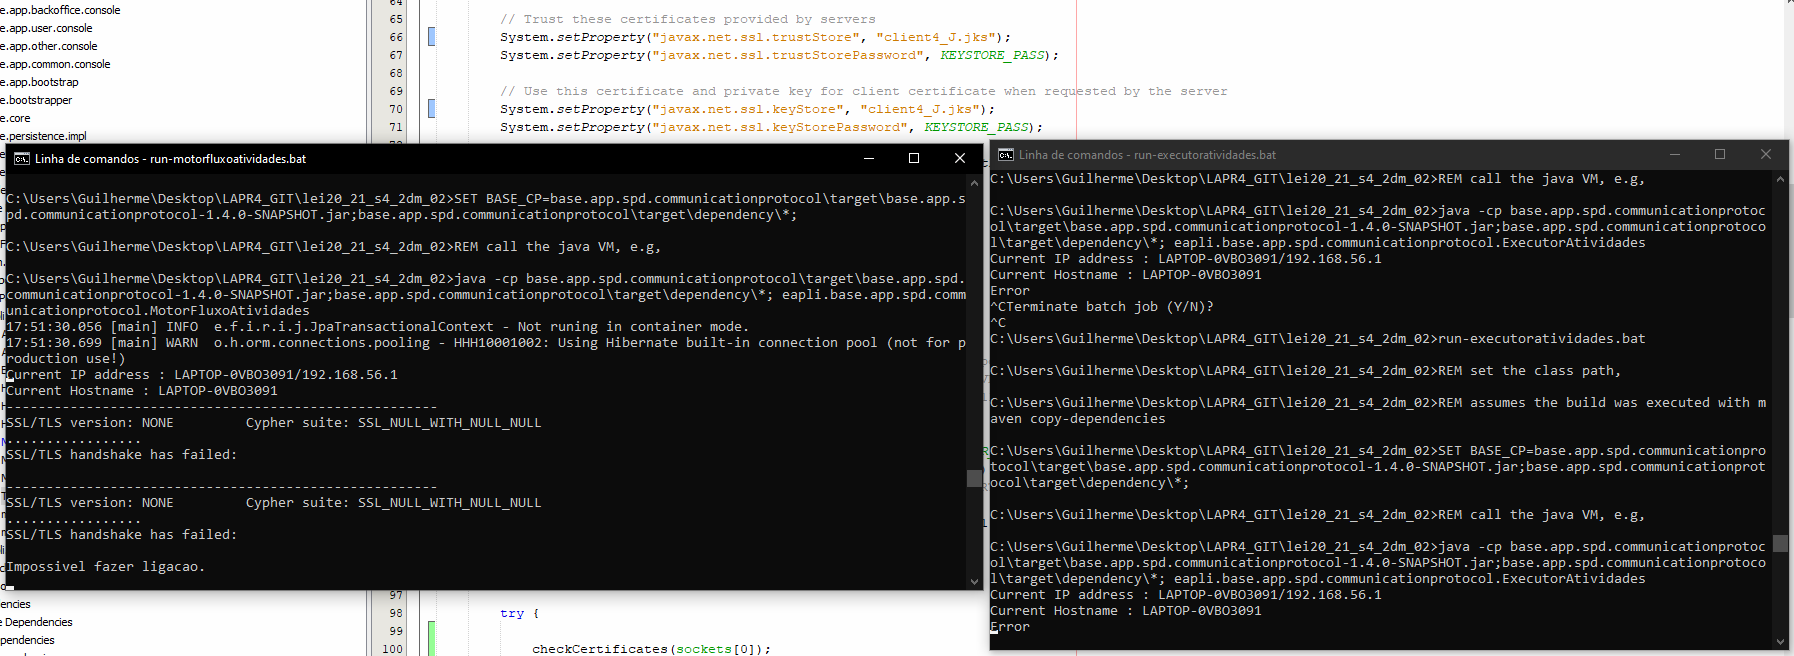 e.app.backoffice.console
e.app.user.console
e.app.other.console
e.app.common.console
e.app.bootstrap
e.bootstrapper
e.core
e.persistence.impl
64
65 // Trust these certificates provided by servers
66 System.setProperty("javax.net.ssl.trustStore", "client4_J.jks");
67 System.setProperty("javax.net.ssl.trustStorePassword", KEYSTORE_PASS);
68
69 // Use this certificate and private key for client certificate when requested by the server
70 System.setProperty("javax.net.ssl.keyStore", "client4_J.jks");
71 System.setProperty("javax.net.ssl.keyStorePassword", KEYSTORE_PASS);
Linha de comandos - run-motorfluxoatividades.bat
C:\Users\Guilherme\Desktop\LAPR4_GIT\lei20_21_s4_2dm_02>SET BASE_CP=base.app.spd.communicationprotocol\target\base.app.s
pd.communicationprotocol-1.4.0-SNAPSHOT.jar;base.app.spd.communicationprotocol\target\dependency\*;
C:\Users\Guilherme\Desktop\LAPR4_GIT\lei20_21_s4_2dm_02>REM call the java VM, e.g,
C:\Users\Guilherme\Desktop\LAPR4_GIT\lei20_21_s4_2dm_02>java -cp base.app.spd.communicationprotocol\target\base.app.spd.
communicationprotocol-1.4.0-SNAPSHOT.jar;base.app.spd.communicationprotocol\target\dependency\*; eapli.base.app.spd.comm
unicationprotocol.MotorFluxoAtividades
17:51:30.056 [main] INFO  e.f.i.r.i.j.JpaTransactionalContext - Not runing in container mode.
17:51:30.699 [main] WARN  o.h.orm.connections.pooling - HHH10001002: Using Hibernate built-in connection pool (not for p
roduction use!)
Current IP address : LAPTOP-0VBO3091/192.168.56.1
Current Hostname : LAPTOP-0VBO3091
------------------------------------------------------
SSL/TLS version: NONE         Cypher suite: SSL_NULL_WITH_NULL_NULL
.................
SSL/TLS handshake has failed:
------------------------------------------------------
SSL/TLS version: NONE         Cypher suite: SSL_NULL_WITH_NULL_NULL
.................
SSL/TLS handshake has failed:
Impossivel fazer ligacao.
Linha de comandos - run-executoratividades.bat
C:\Users\Guilherme\Desktop\LAPR4_GIT\lei20_21_s4_2dm_02>REM call the java VM, e.g,
C:\Users\Guilherme\Desktop\LAPR4_GIT\lei20_21_s4_2dm_02>java -cp base.app.spd.communicationprotoc
ol\target\base.app.spd.communicationprotocol-1.4.0-SNAPSHOT.jar;base.app.spd.communicationprotoco
l\target\dependency\*; eapli.base.app.spd.communicationprotocol.ExecutorAtividades
Current IP address : LAPTOP-0VBO3091/192.168.56.1
Current Hostname : LAPTOP-0VBO3091
Error
^CTerminate batch job (Y/N)?
^C
C:\Users\Guilherme\Desktop\LAPR4_GIT\lei20_21_s4_2dm_02>run-executoratividades.bat
C:\Users\Guilherme\Desktop\LAPR4_GIT\lei20_21_s4_2dm_02>REM set the class path,
C:\Users\Guilherme\Desktop\LAPR4_GIT\lei20_21_s4_2dm_02>REM assumes the build was executed with m
aven copy-dependencies
C:\Users\Guilherme\Desktop\LAPR4_GIT\lei20_21_s4_2dm_02>SET BASE_CP=base.app.spd.communicationpro
tocol\target\base.app.spd.communicationprotocol-1.4.0-SNAPSHOT.jar;base.app.spd.communicationprot
ocol\target\dependency\*;
C:\Users\Guilherme\Desktop\LAPR4_GIT\lei20_21_s4_2dm_02>REM call the java VM, e.g,
C:\Users\Guilherme\Desktop\LAPR4_GIT\lei20_21_s4_2dm_02>java -cp base.app.spd.communicationprotoc
ol\target\base.app.spd.communicationprotocol-1.4.0-SNAPSHOT.jar;base.app.spd.communicationprotoco
l\target\dependency\*; eapli.base.app.spd.communicationprotocol.ExecutorAtividades
Current IP address : LAPTOP-0VBO3091/192.168.56.1
Current Hostname : LAPTOP-0VBO3091
Error
encies
e Dependencies
pendencies
97
98 try {
99
100 checkCertificates(sockets[0]);